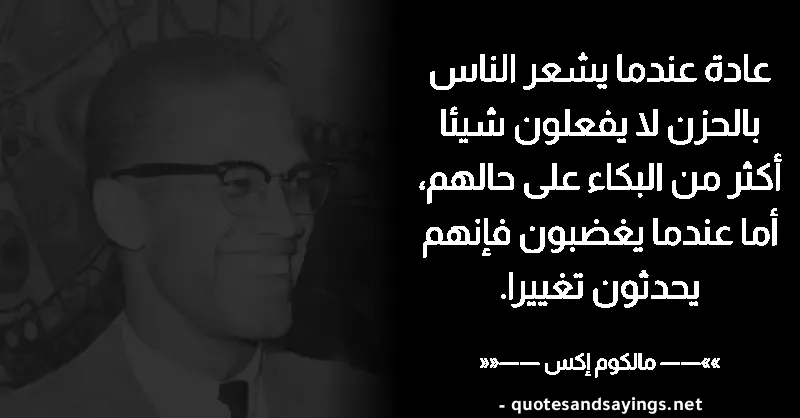 عادة عندما يشعر الناس
بالحزن لا يفعلون شيئا
أكثر من البكاء على حالهم،
أما عندما يغضبون فإنهم
يحدثون تغييرا.
»»—— مالكوم إكس ——««
- quotesandsayings.net